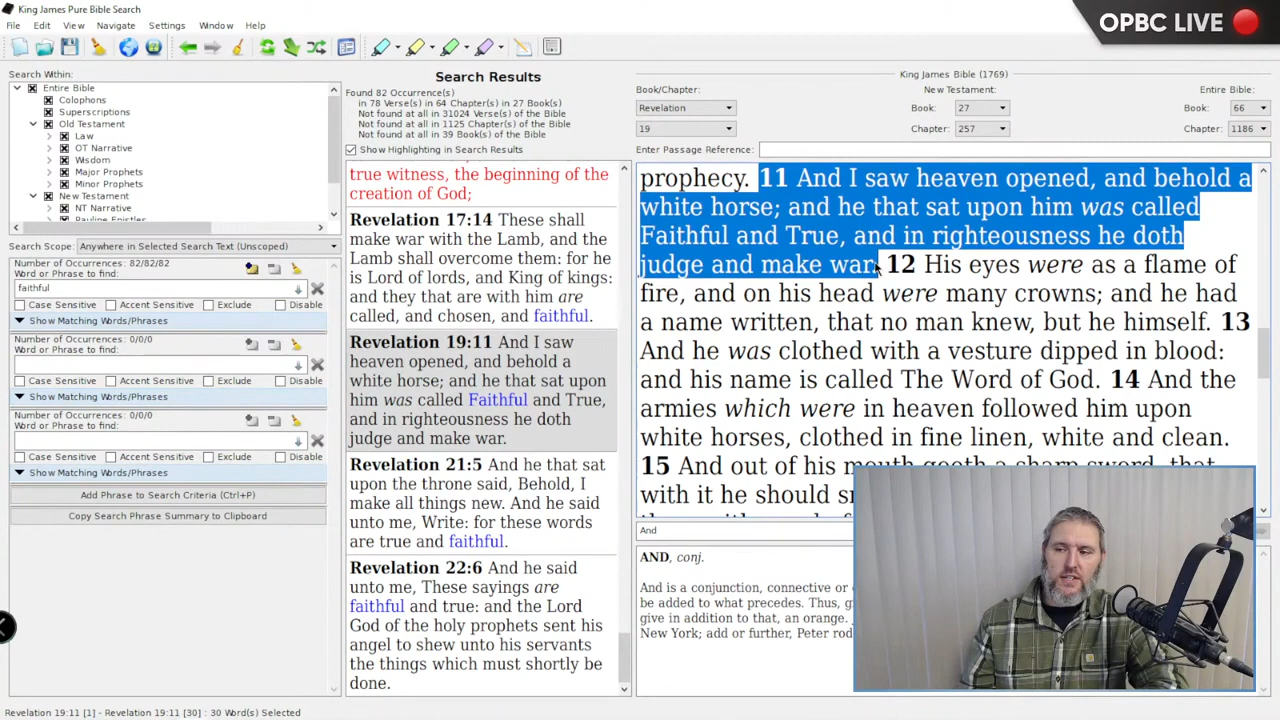 King James Pure Bible Search
File Edit View Navigate Settings Window Help
OPBC LIVE
Search Within:
Entire Bible
Colophons
Superscriptions
Old Testament
Law
OT Narrative
Wisdom
Major Prophets
Minor Prophets
New Testament
NT Narrative
Pauline Epistles
Search Scope: Anywhere in Selected Search Text (Unscoped)
Number of Occurrences: 82/82/82
Word or Phrase to find:
faithful
Case Sensitive Accent Sensitive Exclude Disable
Show Matching Words/Phrases
Number of Occurrences: 0/0/0
Word or Phrase to find:
Case Sensitive Accent Sensitive Exclude Disable
Show Matching Words/Phrases
Number of Occurrences: 0/0/0
Word or Phrase to find:
Case Sensitive Accent Sensitive Exclude Disable
Show Matching Words/Phrases
Add Phrase to Search Criteria (Ctrl+P)
Copy Search Phrase Summary to Clipboard
Search Results
Found 82 Occurrence(s)
in 78 Verse(s) in 64 Chapter(s) in 27 Book(s)
Not found at all in 31024 Verse(s) of the Bible
Not found at all in 1125 Chapter(s) of the Bible
Not found at all in 39 Book(s) of the Bible
Show Highlighting in Search Results
true witness, the beginning of the
creation of God;
Revelation 17:14 These shall
make war with the Lamb, and the
Lamb shall overcome them: for he
is Lord of lords, and King of kings:
and they that are with him are
called, and chosen, and faithful.
Revelation 19:11 And I saw
heaven opened, and behold a
white horse; and he that sat upon
him was called Faithful and True,
and in righteousness he doth
judge and make war.
Revelation 21:5 And he that sat
upon the throne said, Behold, I
make all things new. And he said
unto me, Write: for these words
are true and faithful.
Revelation 22:6 And he said
unto me, These sayings are
faithful and true: and the Lord
God of the holy prophets sent his
angel to shew unto his servants
the things which must shortly be
done.
King James Bible (1769)
Book/Chapter: New Testament: Entire Bible:
Revelation Book: 27 Book: 66
19 Chapter: 257 Chapter: 1186
Enter Passage Reference:
prophecy. 11 And I saw heaven opened, and behold a
white horse; and he that sat upon him was called
Faithful and True, and in righteousness he doth
judge and make war. 12 His eyes were as a flame of
fire, and on his head were many crowns; and he had
a name written, that no man knew, but he himself. 13
And he was clothed with a vesture dipped in blood:
and his name is called The Word of God. 14 And the
armies which were in heaven followed him upon
white horses, clothed in fine linen, white and clean.
15 And out of his mouth goeth a sharp sword, that
with it he should
And
AND, conj.
And is a conjunction, connective or
be added to what precedes. Thus,
give in addition to that, an orange.
New York; add or further, Peter
Revelation 19:11 [1] - Revelation 19:11 [30] : 30 Word(s) Selected